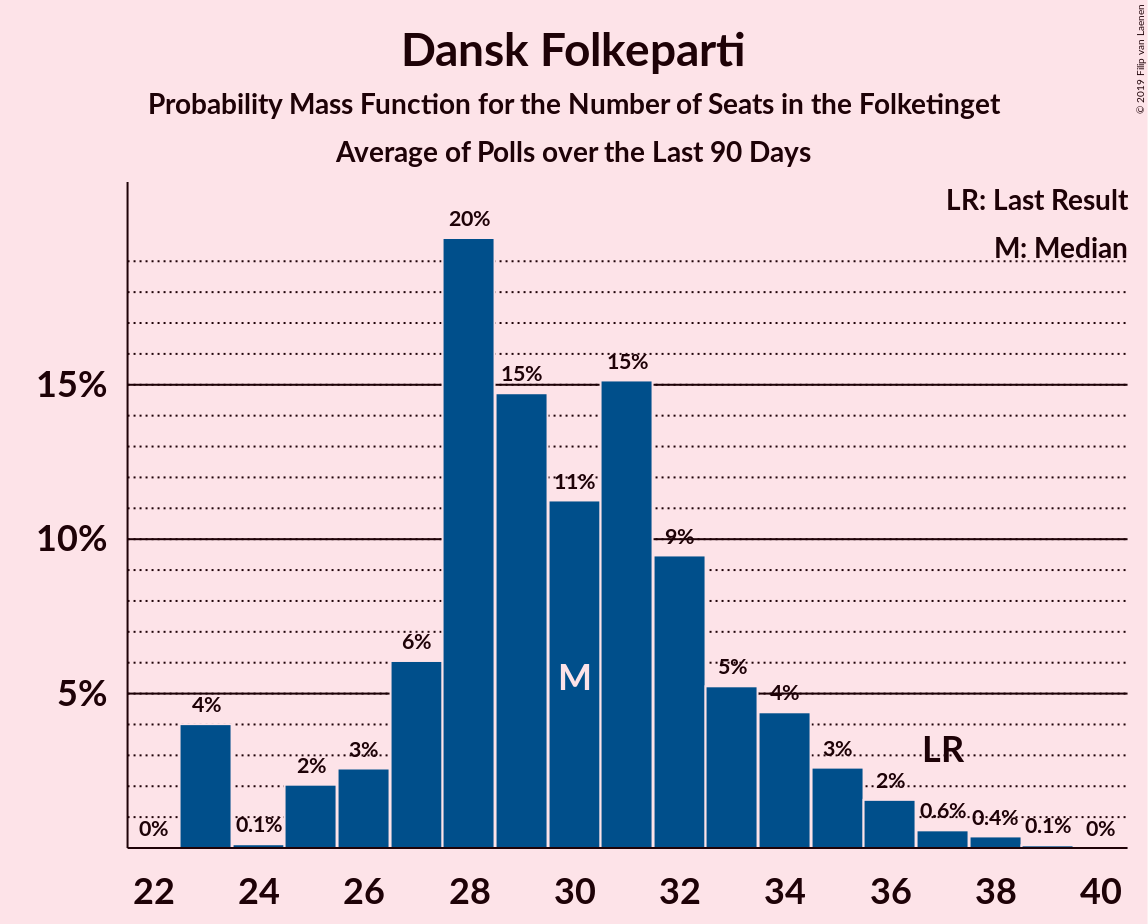 Dansk Folkeparti
Probability Mass Function for the Number of Seats in the Folketinget
Average of Polls over the Last 90 Days
© 2019 Filip van Laenen
LR: Last Result
M: Median
20%
15%
15%
15%
11%
10%
9%
6%
5%
5%
4%
4%
3%
3%
2%
2%
0.6%
0.4%
0.1%
0.1%
0%
0%
M
LR
22 24 26 28 30 32 34 36 38 40